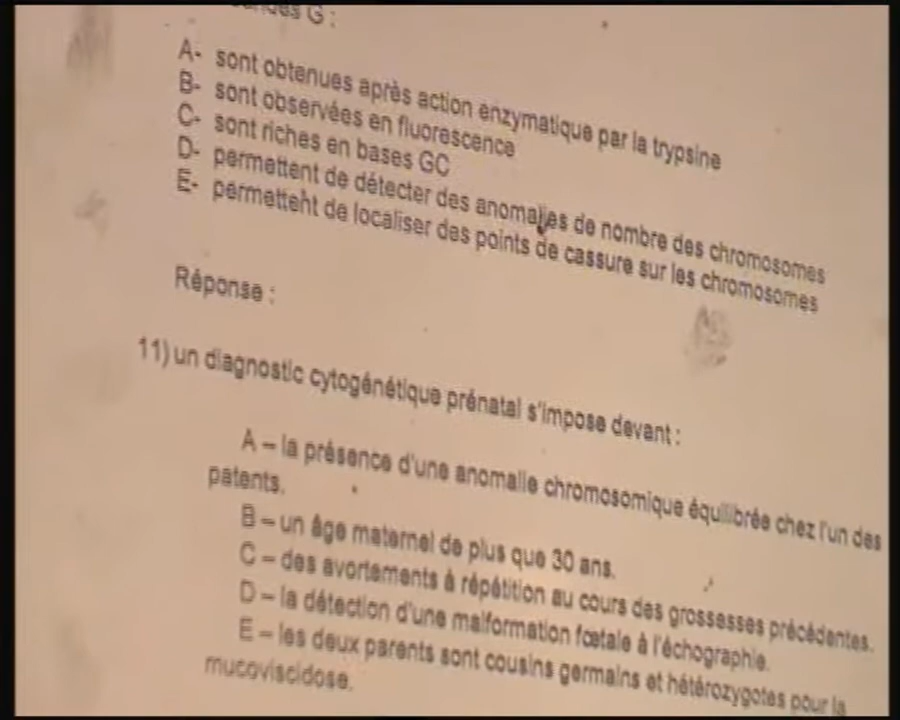 G :
A- sont obtenues après action enzymatique par la trypsine
B- sont observées en fluorescence
C- sont riches en bases GC
D- permettent de détecter des anomalies de nombre des chromosomes
E- permettent de localiser des points de cassure sur les chromosomes
Réponse :
11) un diagnostic cytogénétique prénatal s'impose devant :
A – la présence d'une anomalie chromosomique équilibrée chez l'un des
patents.
B – un âge maternel de plus que 30 ans.
C – des avortements à répétition au cours des grossesses précédentes.
D – la détection d'une malformation fœtale à l'échographie.
E – les deux parents sont cousins germains et hétérozygotes pour la
mucoviscidose.